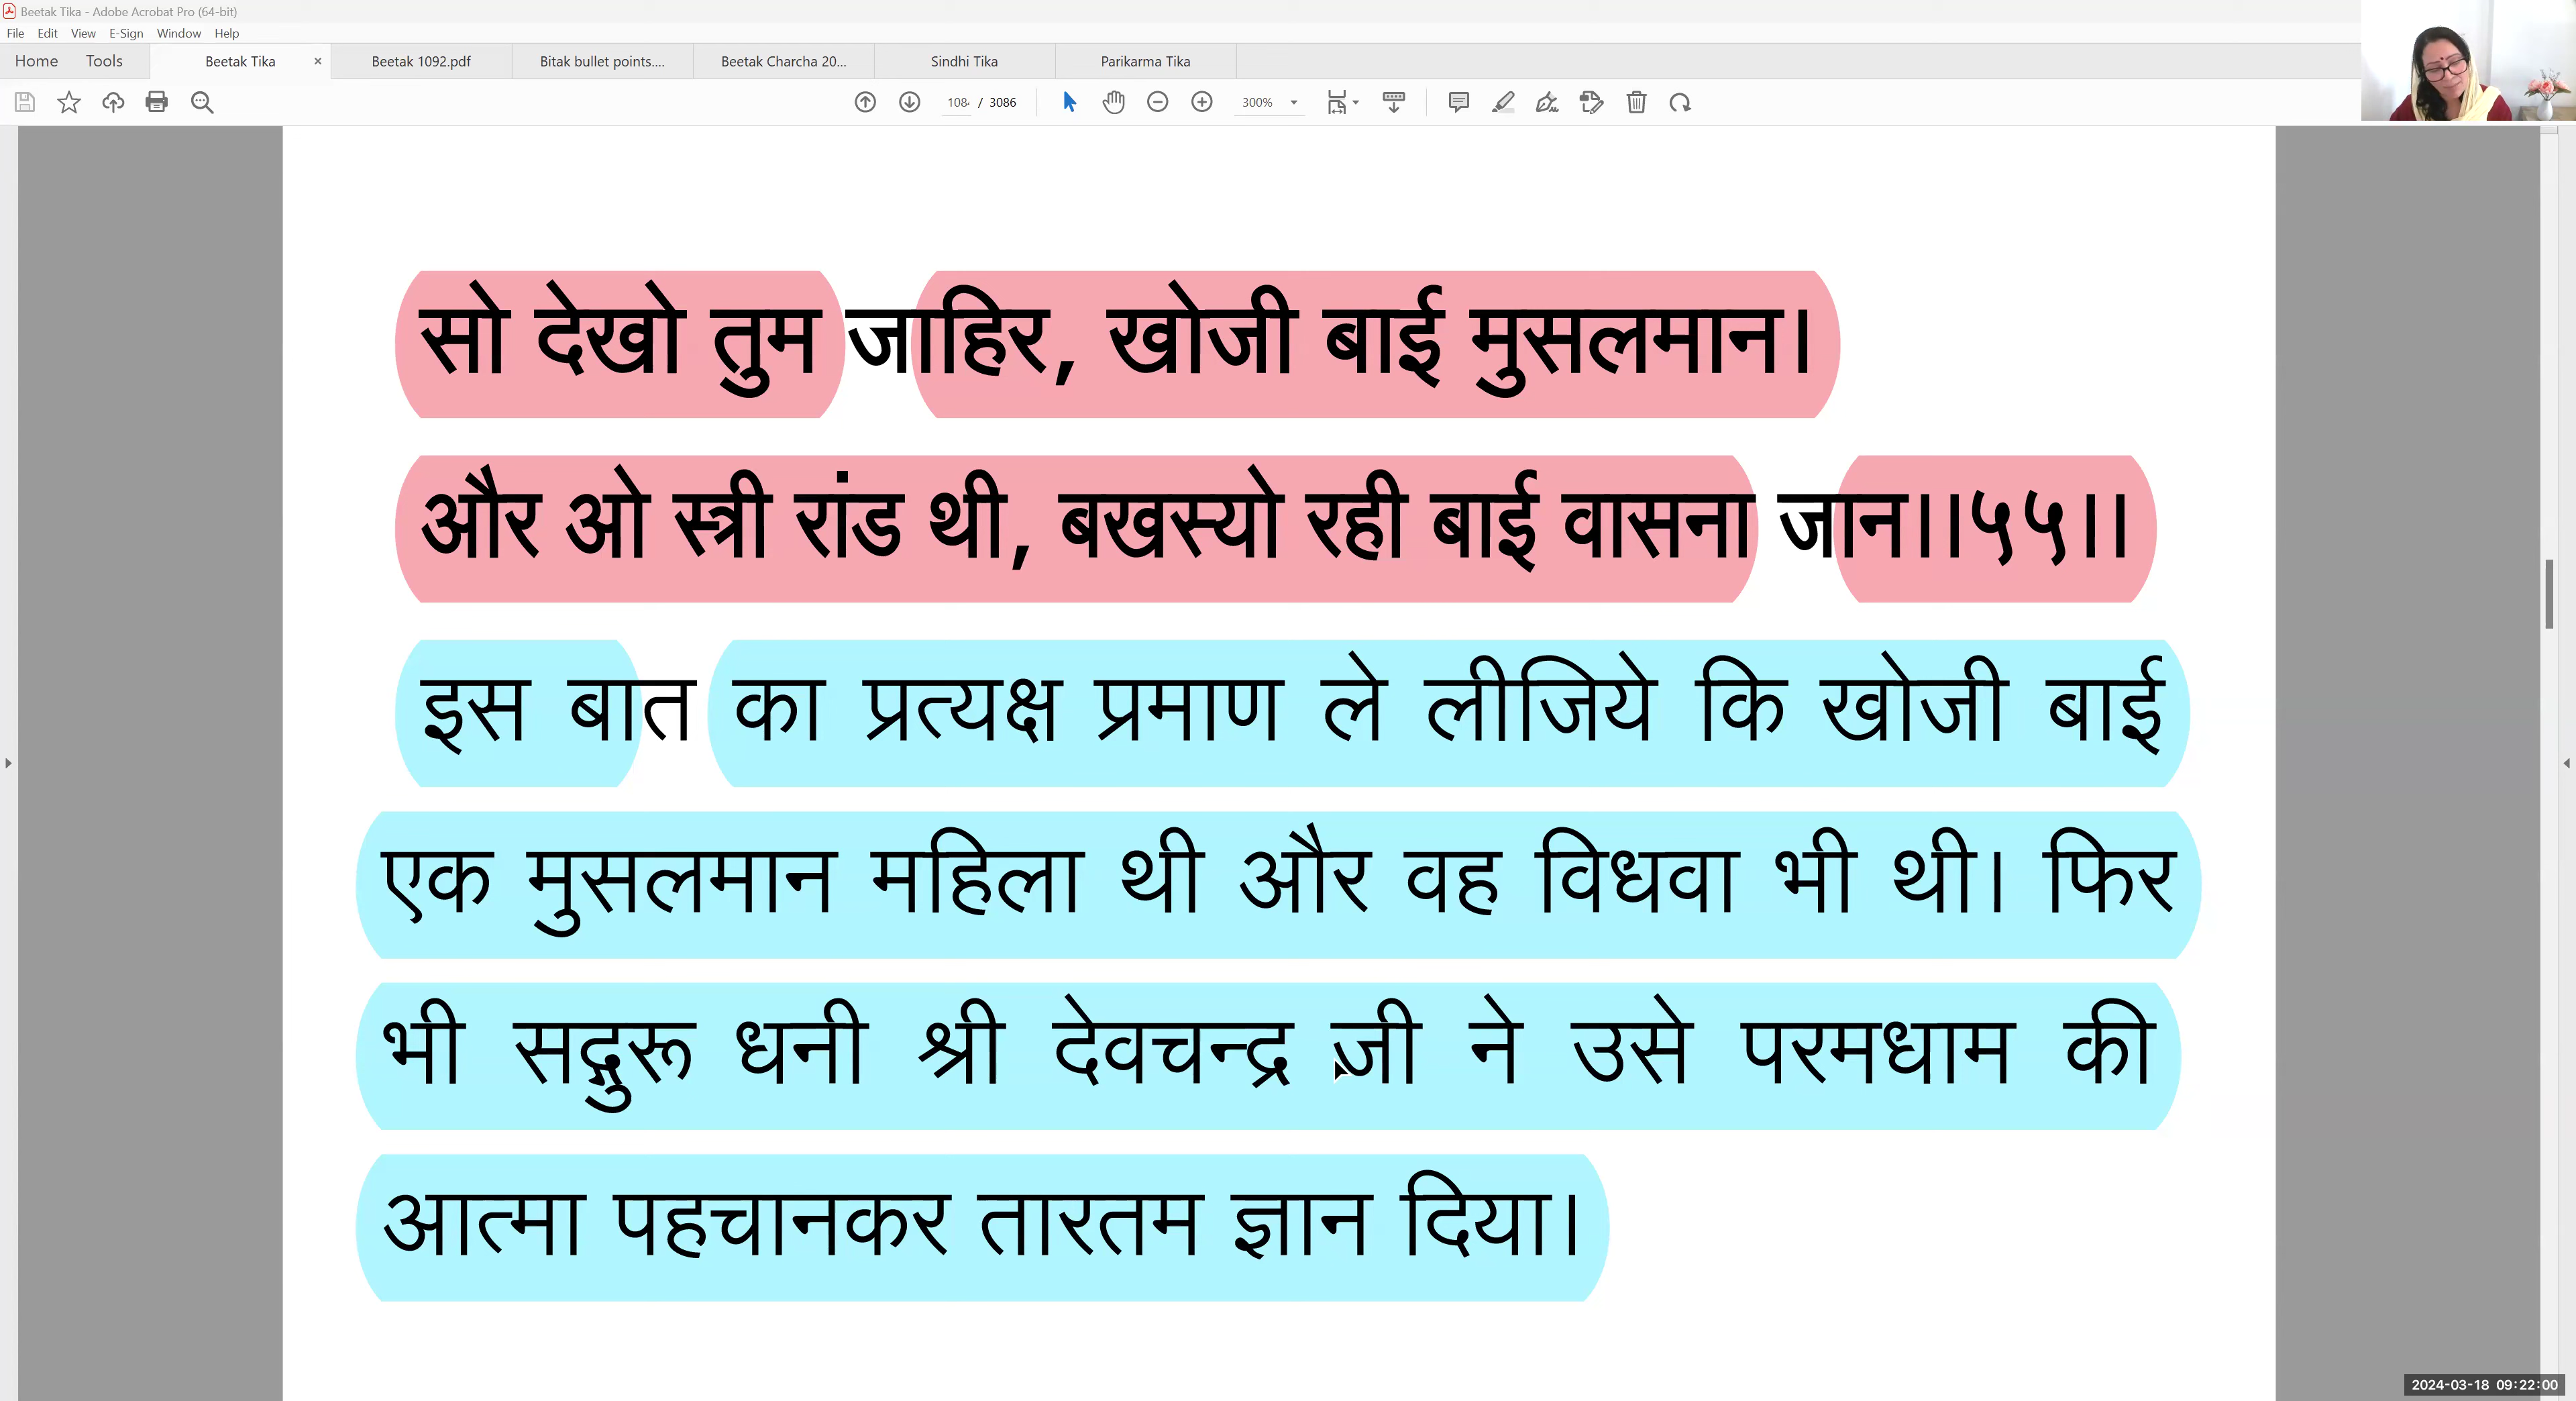 Beetak Tika - Adobe Acrobat Pro (64-bit)
File Edit View E-Sign Window Help
Home Tools Beetak Tika × Beetak 1092.pdf Bitak bullet points.... Beetak Charcha 20... Sindhi Tika Parikarma Tika
/ 3086 300%
सो देखो तुम जाहिर, खोजी बाई मुसलमान।
और ओ स्त्री रांड थी, बखस्यो रही बाई वासना जान।।५५।।
इस बात का प्रत्यक्ष प्रमाण ले लीजिये कि खोजी बाई
एक मुसलमान महिला थी और वह विधवा भी थी। फिर
भी सद्गुरू धनी श्री देवचन्द्र जी ने उसे परमधाम की
आत्मा पहचानकर तारतम ज्ञान दिया।
2024-03-18 09:22:00